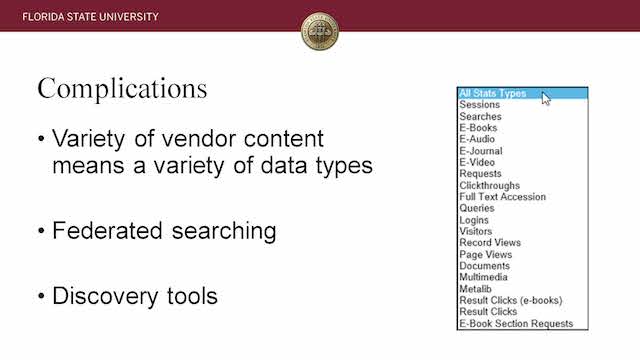 FLORIDA STATE UNIVERSITY
Complications
• Variety of vendor content
means a variety of data types
• Federated searching
• Discovery tools
All Stats Types
Sessions
Searches
E-Books
E-Audio
E-Journal
E-Video
Requests
Clickthroughs
Full Text Accession
Queries
Logins
Visitors
Record Views
Page Views
Documents
Multimedia
Metalib
Result Clicks (e-books)
Result Clicks
E-Book Section Requests